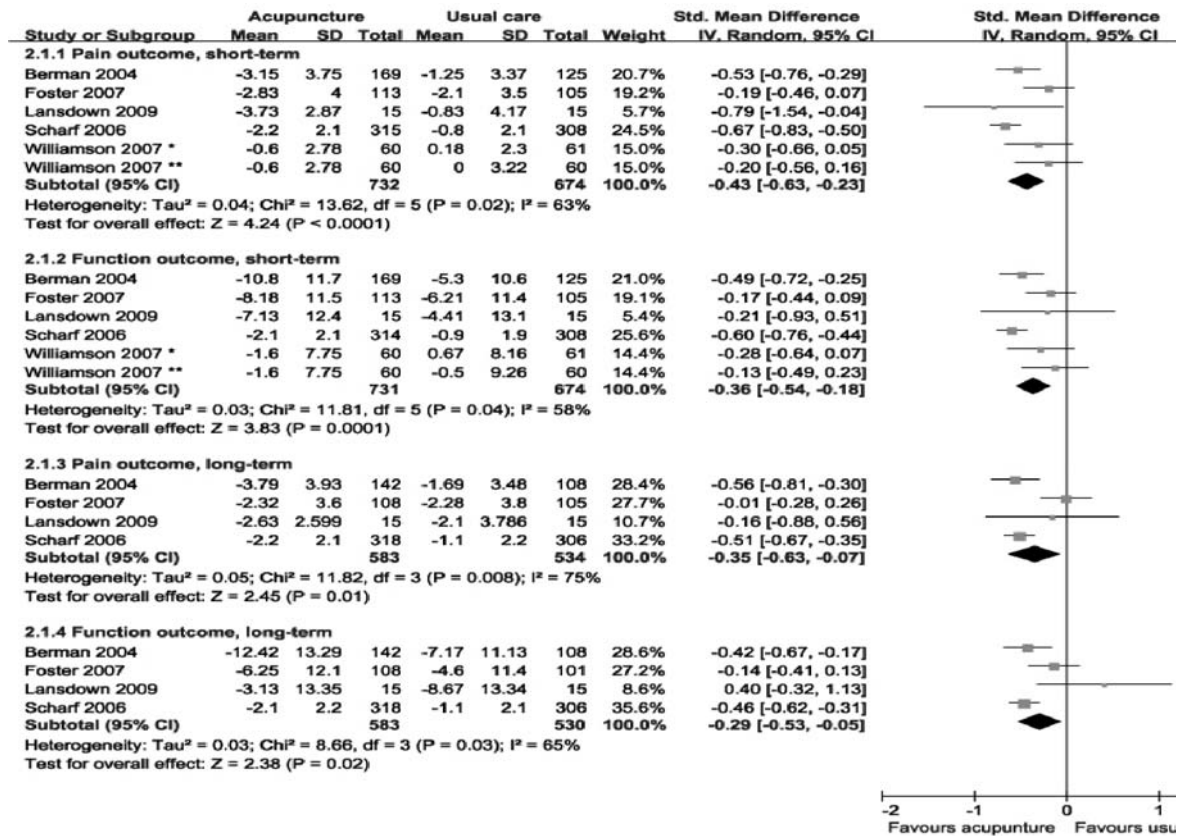 Acupuncture Usual care Std. Mean Difference Std. Mean Difference
Study or Subgroup Mean SD Total Mean SD Total Weight IV, Random, 95% CI IV, Random, 95% CI
2.1.1 Pain outcome, short-term
Berman 2004 -3.15 3.75 169 -1.25 3.37 125 20.7% -0.53 [-0.76, -0.29]
Foster 2007 -2.83 4 113 -2.1 3.5 105 19.2% -0.19 [-0.46, 0.07]
Lansdown 2009 -3.73 2.87 15 -0.83 4.17 15 5.7% -0.79 [-1.54, -0.04]
Scharf 2006 -2.2 2.1 315 -0.8 2.1 308 24.5% -0.67 [-0.83, -0.50]
Williamson 2007 * -0.6 2.78 60 0.18 2.3 61 15.0% -0.30 [-0.66, 0.05]
Williamson 2007 ** -0.6 2.78 60 0 3.22 60 15.0% -0.20 [-0.56, 0.16]
Subtotal (95% CI) 732 674 100.0% -0.43 [-0.63, -0.23]
Heterogeneity: Tau² = 0.04; Chi² = 13.62, df = 5 (P = 0.02); I² = 63%
Test for overall effect: Z = 4.24 (P < 0.0001)
2.1.2 Function outcome, short-term
Berman 2004 -10.8 11.7 169 -5.3 10.6 125 21.0% -0.49 [-0.72, -0.25]
Foster 2007 -8.18 11.5 113 -6.21 11.4 105 19.1% -0.17 [-0.44, 0.09]
Lansdown 2009 -7.13 12.4 15 -4.41 13.1 15 5.4% -0.21 [-0.93, 0.51]
Scharf 2006 -2.1 2.1 314 -0.9 1.9 308 25.6% -0.60 [-0.76, -0.44]
Williamson 2007 * -1.6 7.75 60 0.67 8.16 61 14.4% -0.28 [-0.64, 0.07]
Williamson 2007 ** -1.6 7.75 60 -0.5 9.26 60 14.4% -0.13 [-0.49, 0.23]
Subtotal (95% CI) 731 674 100.0% -0.36 [-0.54, -0.18]
Heterogeneity: Tau² = 0.03; Chi² = 11.81, df = 5 (P = 0.04); I² = 58%
Test for overall effect: Z = 3.83 (P = 0.0001)
2.1.3 Pain outcome, long-term
Berman 2004 -3.79 3.93 142 -1.69 3.48 108 28.4% -0.56 [-0.81, -0.30]
Foster 2007 -2.32 3.6 108 -2.28 3.8 105 27.7% -0.01 [-0.28, 0.26]
Lansdown 2009 -2.63 2.599 15 -2.1 3.786 15 10.7% -0.16 [-0.88, 0.56]
Scharf 2006 -2.2 2.1 318 -1.1 2.2 306 33.2% -0.51 [-0.67, -0.35]
Subtotal (95% CI) 583 534 100.0% -0.35 [-0.63, -0.07]
Heterogeneity: Tau² = 0.05; Chi² = 11.82, df = 3 (P = 0.008); I² = 75%
Test for overall effect: Z = 2.45 (P = 0.01)
2.1.4 Function outcome, long-term
Berman 2004 -12.42 13.29 142 -7.17 11.13 108 28.6% -0.42 [-0.67, -0.17]
Foster 2007 -6.25 12.1 108 -4.6 11.4 101 27.2% -0.14 [-0.41, 0.13]
Lansdown 2009 -3.13 13.35 15 -8.67 13.34 15 8.6% 0.40 [-0.32, 1.13]
Scharf 2006 -2.1 2.2 318 -1.1 2.1 306 35.6% -0.46 [-0.62, -0.31]
Subtotal (95% CI) 583 530 100.0% -0.29 [-0.53, -0.05]
Heterogeneity: Tau² = 0.03; Chi² = 8.66, df = 3 (P = 0.03); I² = 65%
Test for overall effect: Z = 2.38 (P = 0.02)
-2 -1 0 1
Favours acupuncture Favours usu